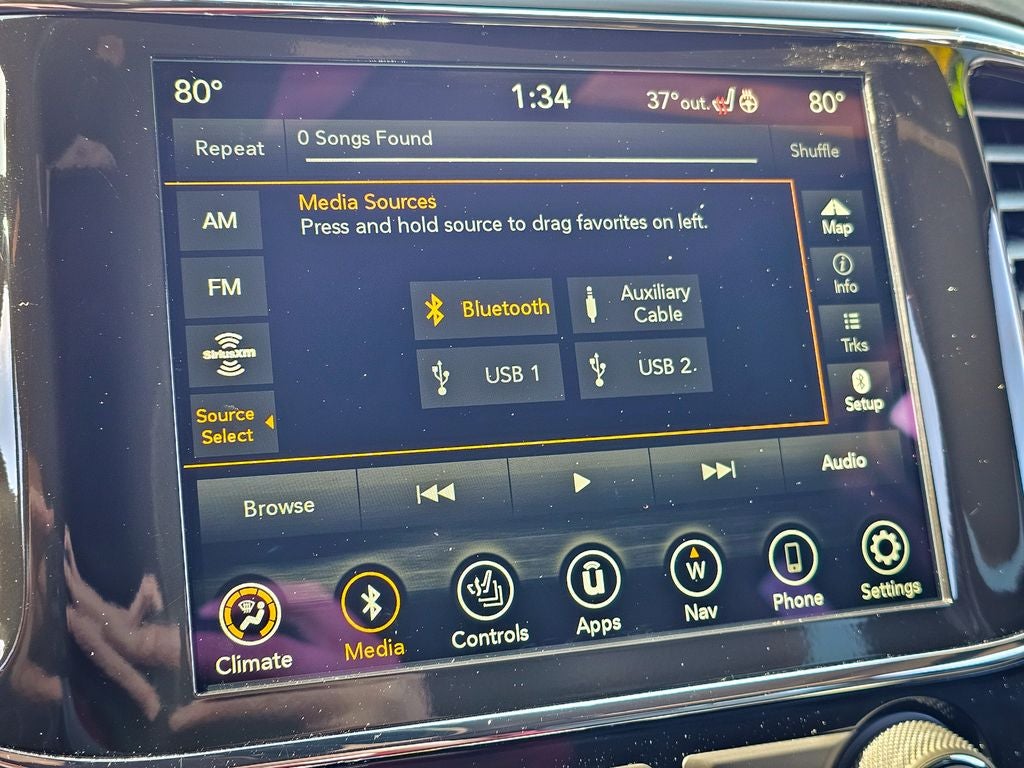 80° 1:34 37°out. 80°
Repeat 0 Songs Found Shuffle
Media Sources
Press and hold source to drag favorites on left.
AM
FM
SiriusXM
Source
Select
Bluetooth
Auxiliary
Cable
USB 1
USB 2
Map
Info
Trks
Setup
Browse Audio
Climate Media Controls Apps Nav Phone Settings
W
u